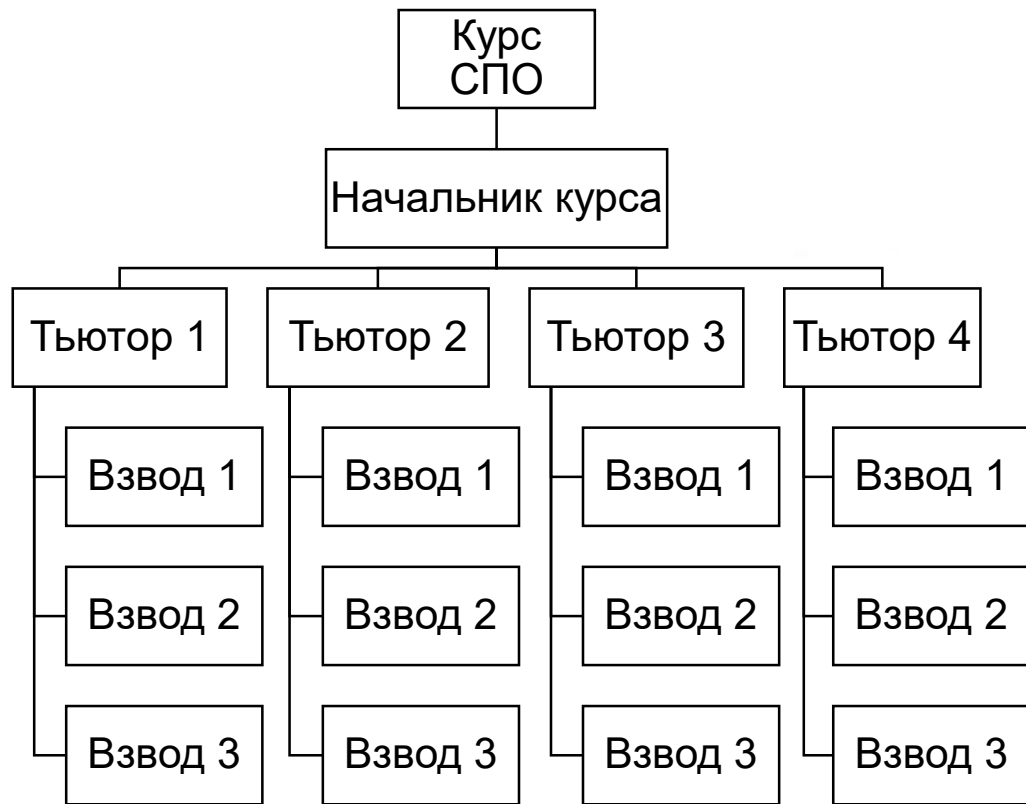 Курс
СПО
Начальник курса
Тьютор 1
Тьютор 2
Тьютор 3
Тьютор 4
Взвод 1
Взвод 1
Взвод 1
Взвод 1
Взвод 2
Взвод 2
Взвод 2
Взвод 2
Взвод 3
Взвод 3
Взвод 3
Взвод 3